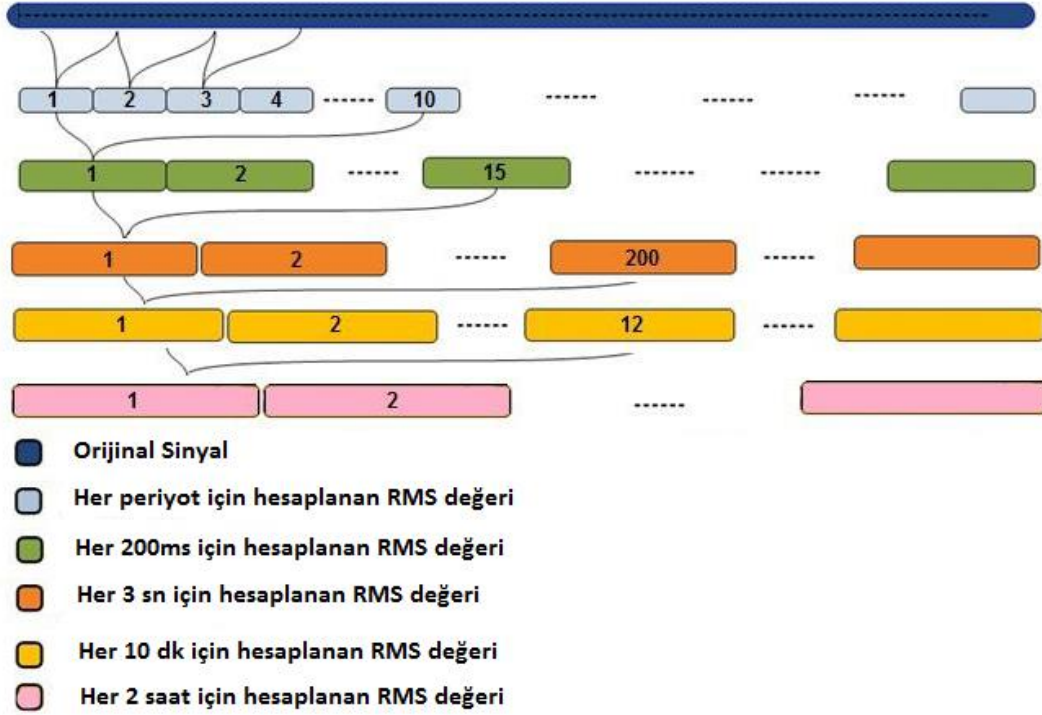 1 2 3 4 ------ 10 ------ ------ ------
1 2 ------ 15 ------- -------
1 2 ------ 200 ------
1 2 ------ 12 ------
1 2 ------
Orijinal Sinyal
Her periyot için hesaplanan RMS değeri
Her 200ms için hesaplanan RMS değeri
Her 3 sn için hesaplanan RMS değeri
Her 10 dk için hesaplanan RMS değeri
Her 2 saat için hesaplanan RMS değeri